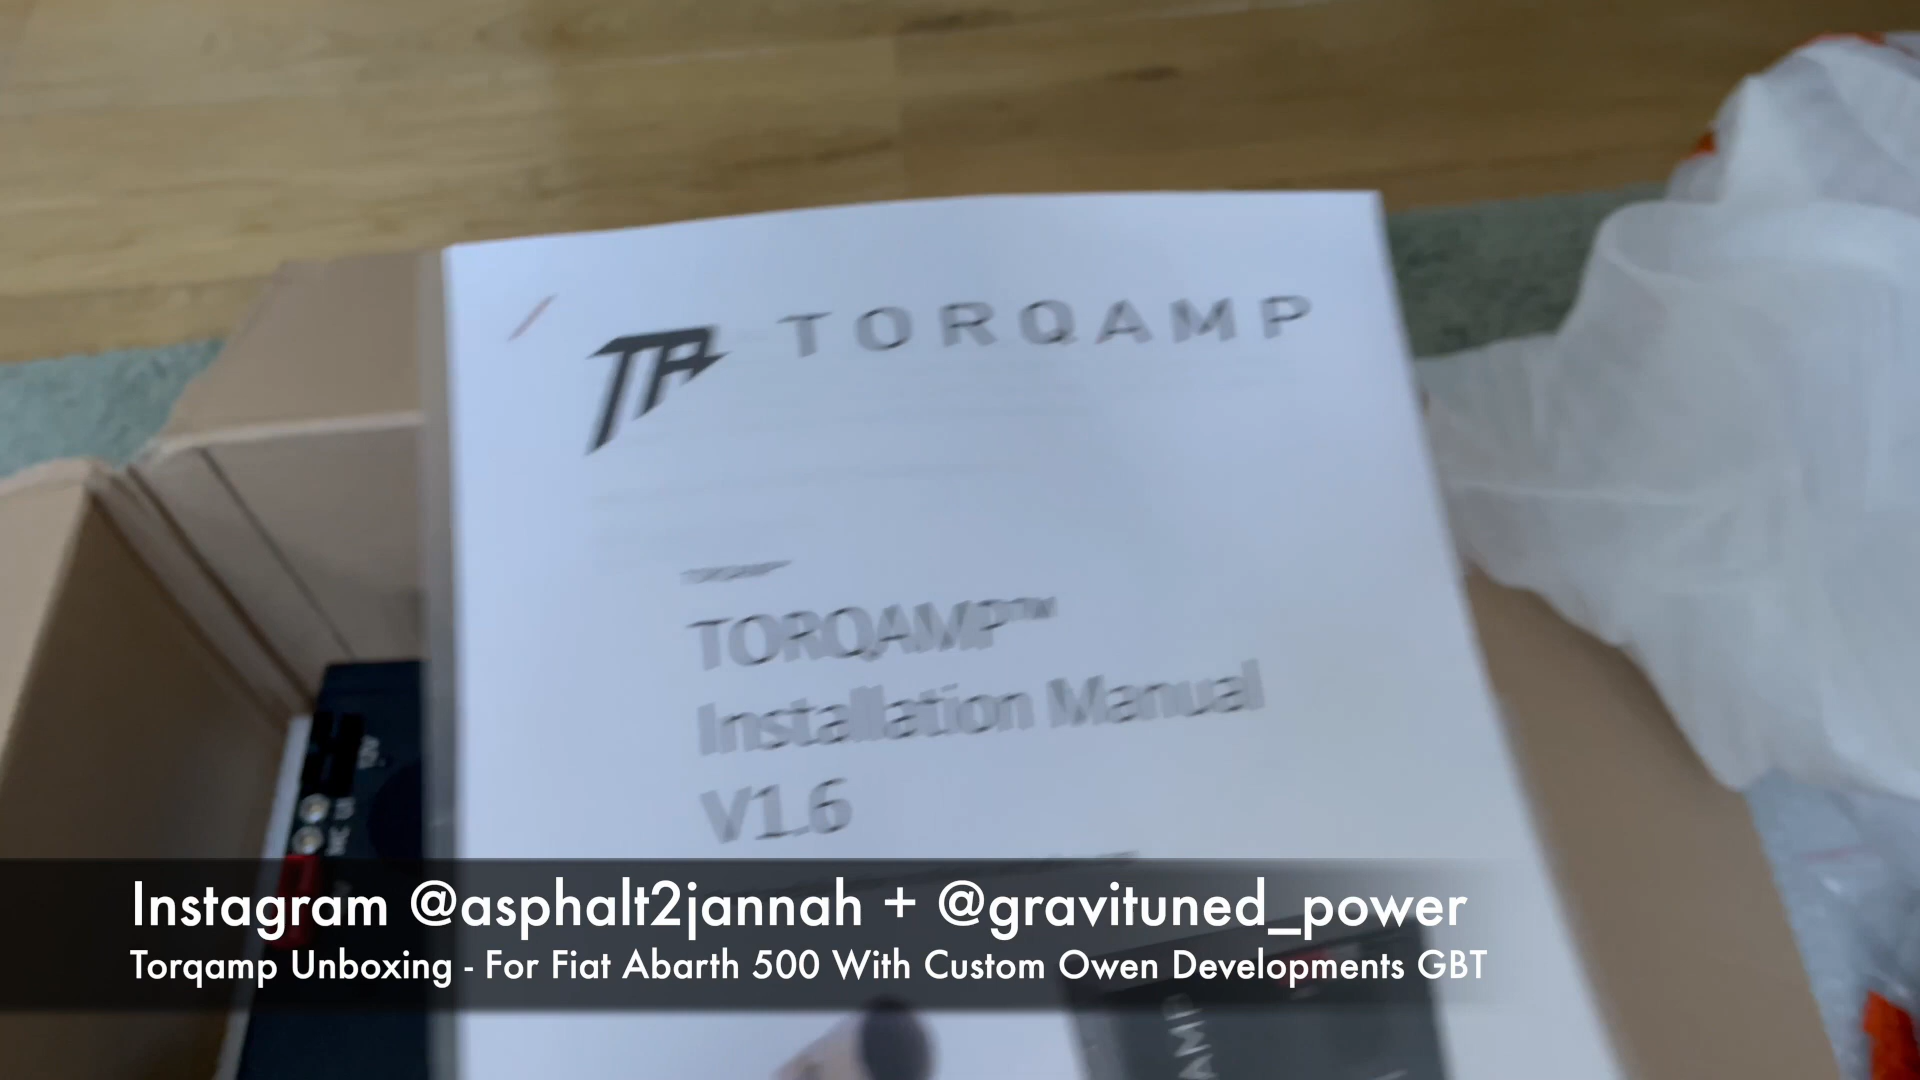 TORQAMP
TORQAMP™
TORQAMP™
Installation Manual
V1.6
Instagram @asphalt2jannah + @gravituned_power
Torqamp Unboxing - For Fiat Abarth 500 With Custom Owen Developments GBT